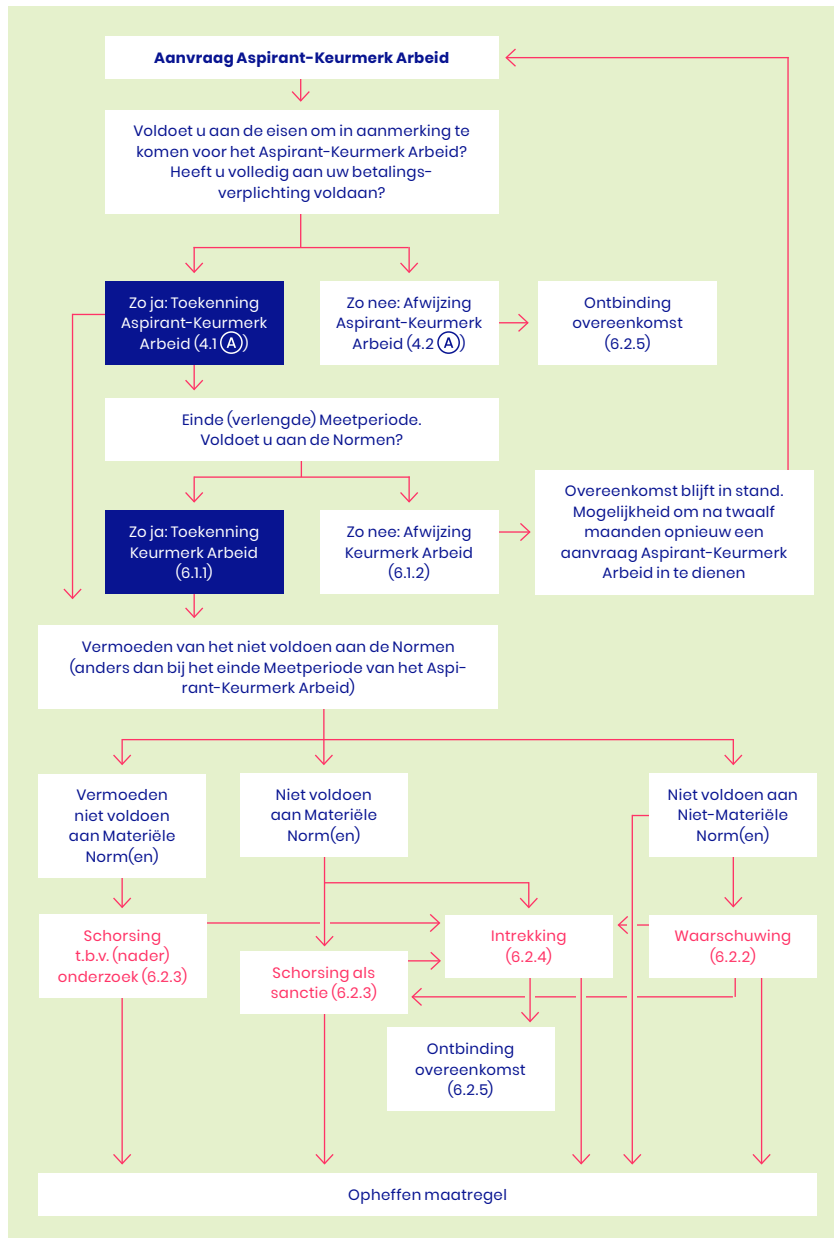 Aanvraag Aspirant-Keurmerk Arbeid
Voldoet u aan de eisen om in aanmerking te
komen voor het Aspirant-Keurmerk Arbeid?
Heeft u volledig aan uw betalings-
verplichting voldaan?
Zo ja: Toekenning
Aspirant-Keurmerk
Arbeid (4.1 Ⓐ)
Zo nee: Afwijzing
Aspirant-Keurmerk
Arbeid (4.2 Ⓐ)
Ontbinding
overeenkomst
(6.2.5)
Einde (verlengde) Meetperiode.
Voldoet u aan de Normen?
Zo ja: Toekenning
Keurmerk Arbeid
(6.1.1)
Zo nee: Afwijzing
Keurmerk Arbeid
(6.1.2)
Overeenkomst blijft in stand.
Mogelijkheid om na twaalf
maanden opnieuw een
aanvraag Aspirant-Keurmerk
Arbeid in te dienen
Vermoeden van het niet voldoen aan de Normen
(anders dan bij het einde Meetperiode van het Aspi-
rant-Keurmerk Arbeid)
Vermoeden
niet voldoen
aan Materiële
Norm(en)
Niet voldoen
aan Materiële
Norm(en)
Niet voldoen aan
Niet-Materiële
Norm(en)
Schorsing
t.b.v. (nader)
onderzoek (6.2.3)
Schorsing als
sanctie (6.2.3)
Intrekking
(6.2.4)
Waarschuwing
(6.2.2)
Ontbinding
overeenkomst
(6.2.5)
Opheffen maatregel